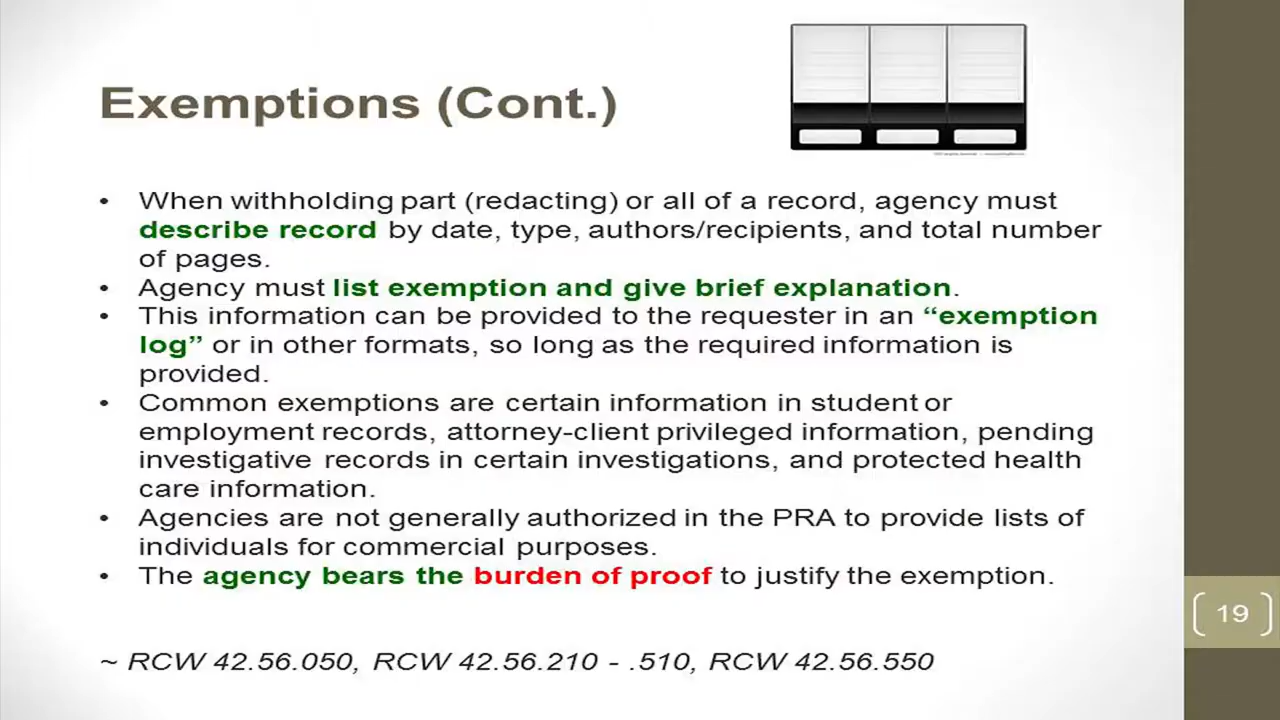 Exemptions (Cont.)
• When withholding part (redacting) or all of a record, agency must
describe record by date, type, authors/recipients, and total number
of pages.
• Agency must list exemption and give brief explanation.
• This information can be provided to the requester in an “exemption
log” or in other formats, so long as the required information is
provided.
• Common exemptions are certain information in student or
employment records, attorney-client privileged information, pending
investigative records in certain investigations, and protected health
care information.
• Agencies are not generally authorized in the PRA to provide lists of
individuals for commercial purposes.
• The agency bears the burden of proof to justify the exemption.
19
~ RCW 42.56.050, RCW 42.56.210 - .510, RCW 42.56.550